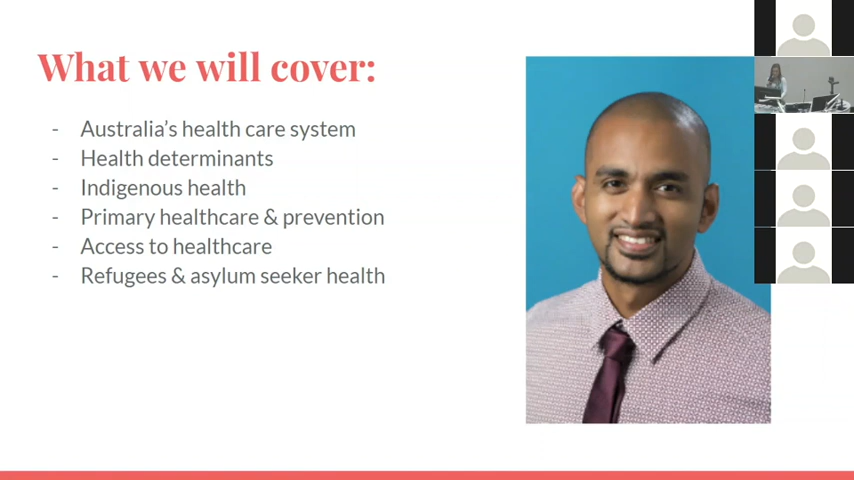 What we will cover:
- Australia's health care system
- Health determinants
- Indigenous health
- Primary healthcare & prevention
- Access to healthcare
- Refugees & asylum seeker health